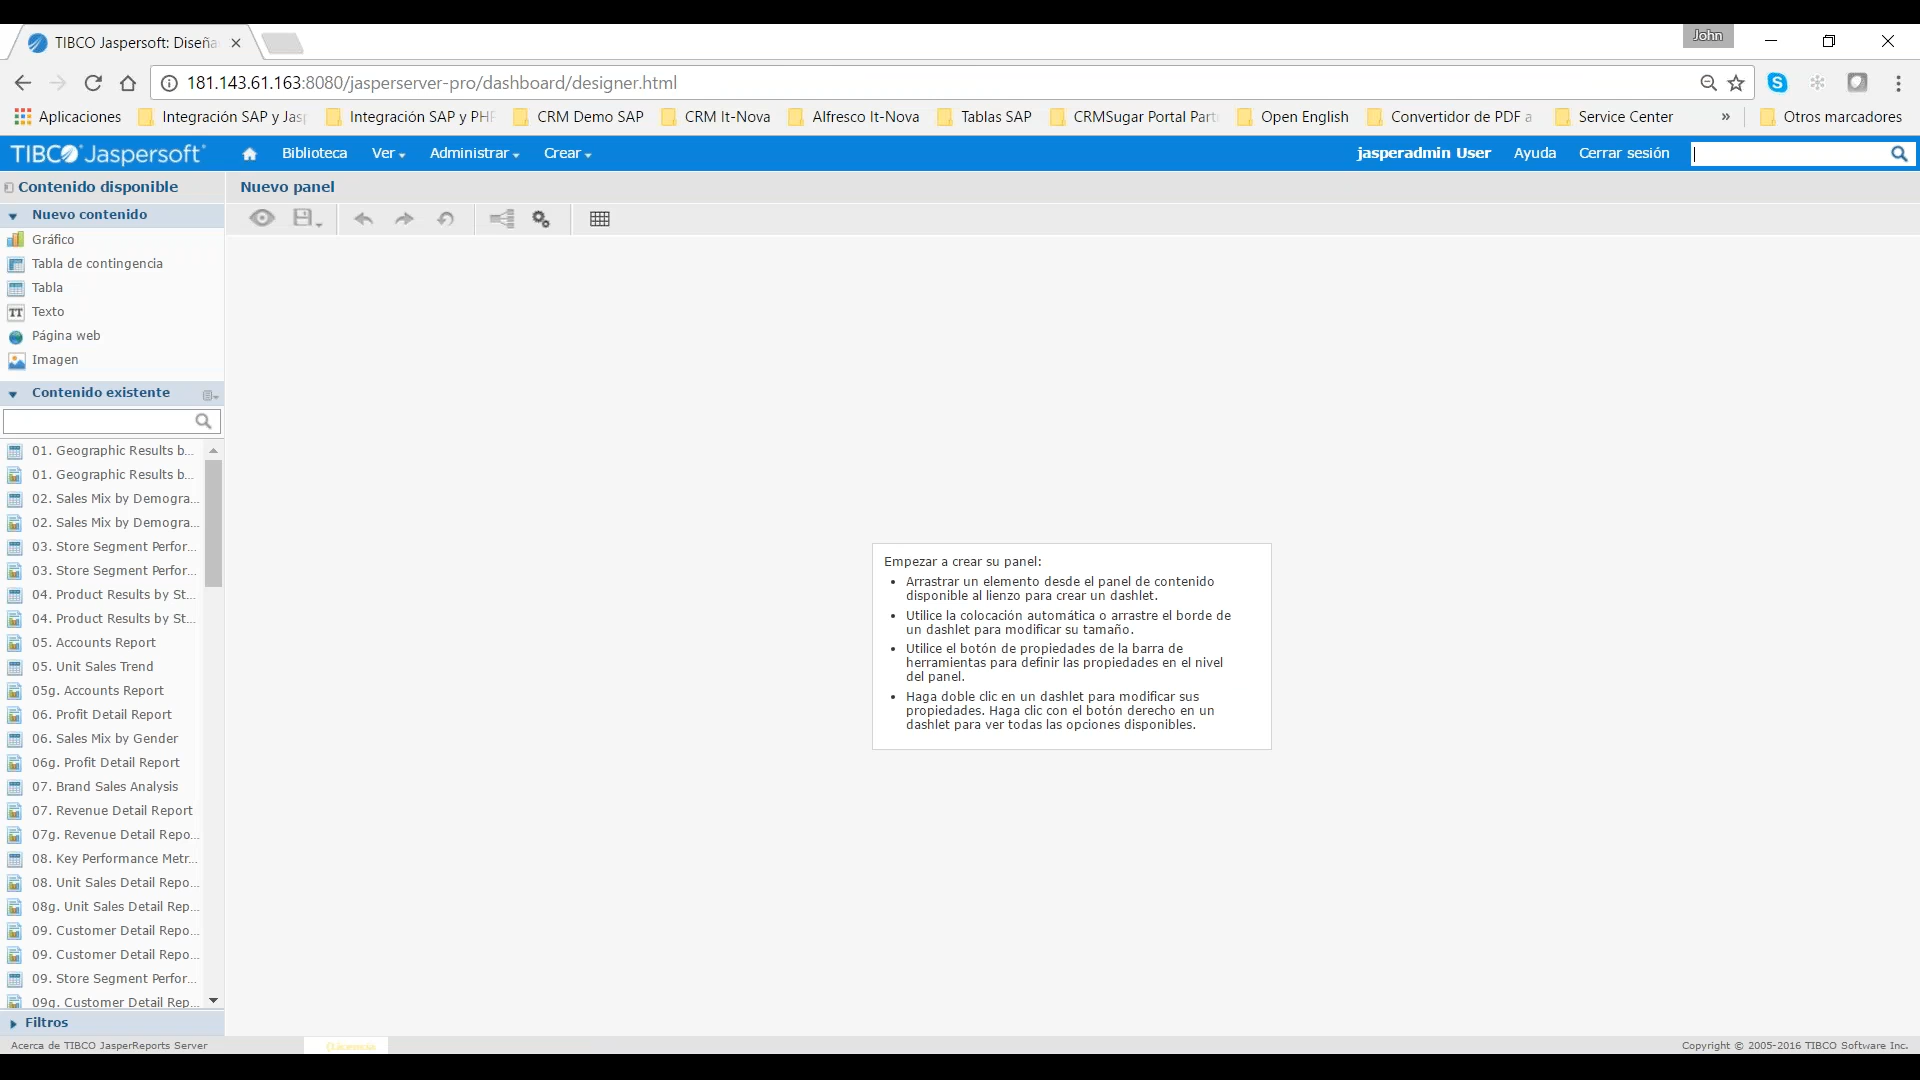 TIBCO Jaspersoft: Diseña
John
181.143.61.163:8080/jasperserver-pro/dashboard/designer.html
Aplicaciones
Integración SAP y Jasp
Integración SAP y PHP
CRM Demo SAP
CRM It-Nova
Alfresco It-Nova
Tablas SAP
CRMSugar Portal Part
Open English
Convertidor de PDF a
Service Center
»
Otros marcadores
TIBCO Jaspersoft
Biblioteca
Ver
Administrar
Crear
jasperadmin User
Ayuda
Cerrar sesión
Contenido disponible
Nuevo contenido
Gráfico
Tabla de contingencia
Tabla
TT Texto
Página web
Imagen
Contenido existente
01. Geographic Results b...
01. Geographic Results b...
02. Sales Mix by Demogra...
02. Sales Mix by Demogra...
03. Store Segment Perfor...
03. Store Segment Perfor...
04. Product Results by St...
04. Product Results by St...
05. Accounts Report
05. Unit Sales Trend
05g. Accounts Report
06. Profit Detail Report
06. Sales Mix by Gender
06g. Profit Detail Report
07. Brand Sales Analysis
07. Revenue Detail Report
07g. Revenue Detail Repo...
08. Key Performance Metr...
08. Unit Sales Detail Repo...
08g. Unit Sales Detail Rep...
09. Customer Detail Repo...
09. Customer Detail Repo...
09. Store Segment Perfor...
09g. Customer Detail Rep...
Filtros
Nuevo panel
Empezar a crear su panel:
• Arrastrar un elemento desde el panel de contenido
disponible al lienzo para crear un dashlet.
• Utilice la colocación automática o arrastre el borde de
un dashlet para modificar su tamaño.
• Utilice el botón de propiedades de la barra de
herramientas para definir las propiedades en el nivel
del panel.
• Haga doble clic en un dashlet para modificar sus
propiedades. Haga clic con el botón derecho en un
dashlet para ver todas las opciones disponibles.
Acerca de TIBCO JasperReports Server
Copyright © 2005-2016 TIBCO Software Inc.